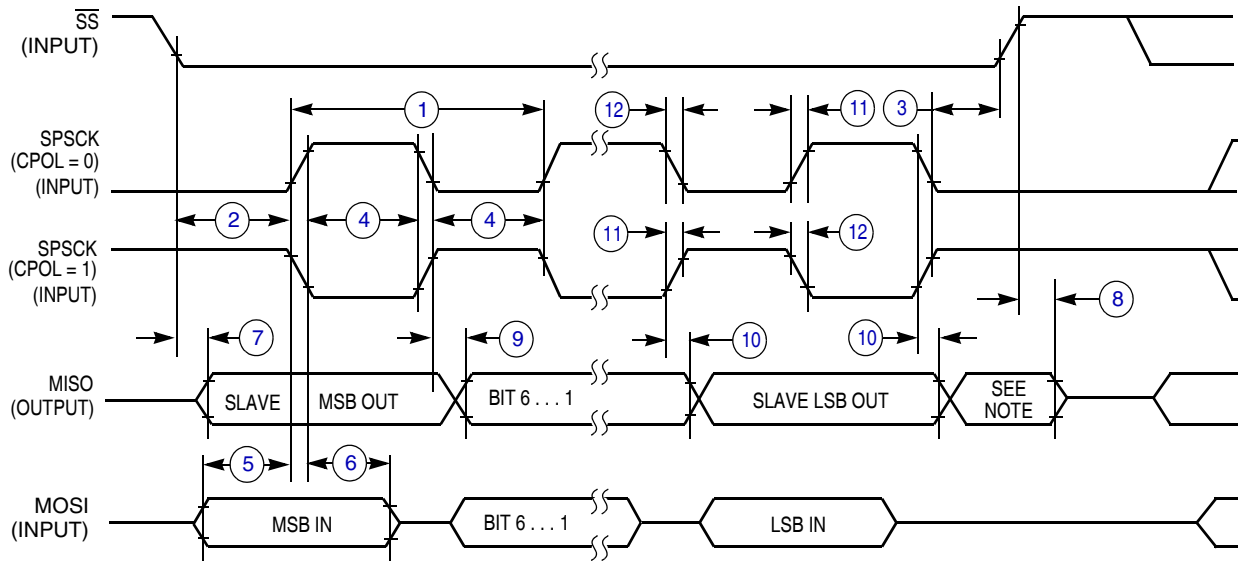 SS
(INPUT)
1
12
11
3
SPSCK
(CPOL = 0)
(INPUT)
2
4
4
11
12
SPSCK
(CPOL = 1)
(INPUT)
8
7
9
10
10
MISO
(OUTPUT)
SLAVE
MSB OUT
BIT 6 . . . 1
SLAVE LSB OUT
SEE
NOTE
5
6
MOSI
(INPUT)
MSB IN
BIT 6 . . . 1
LSB IN